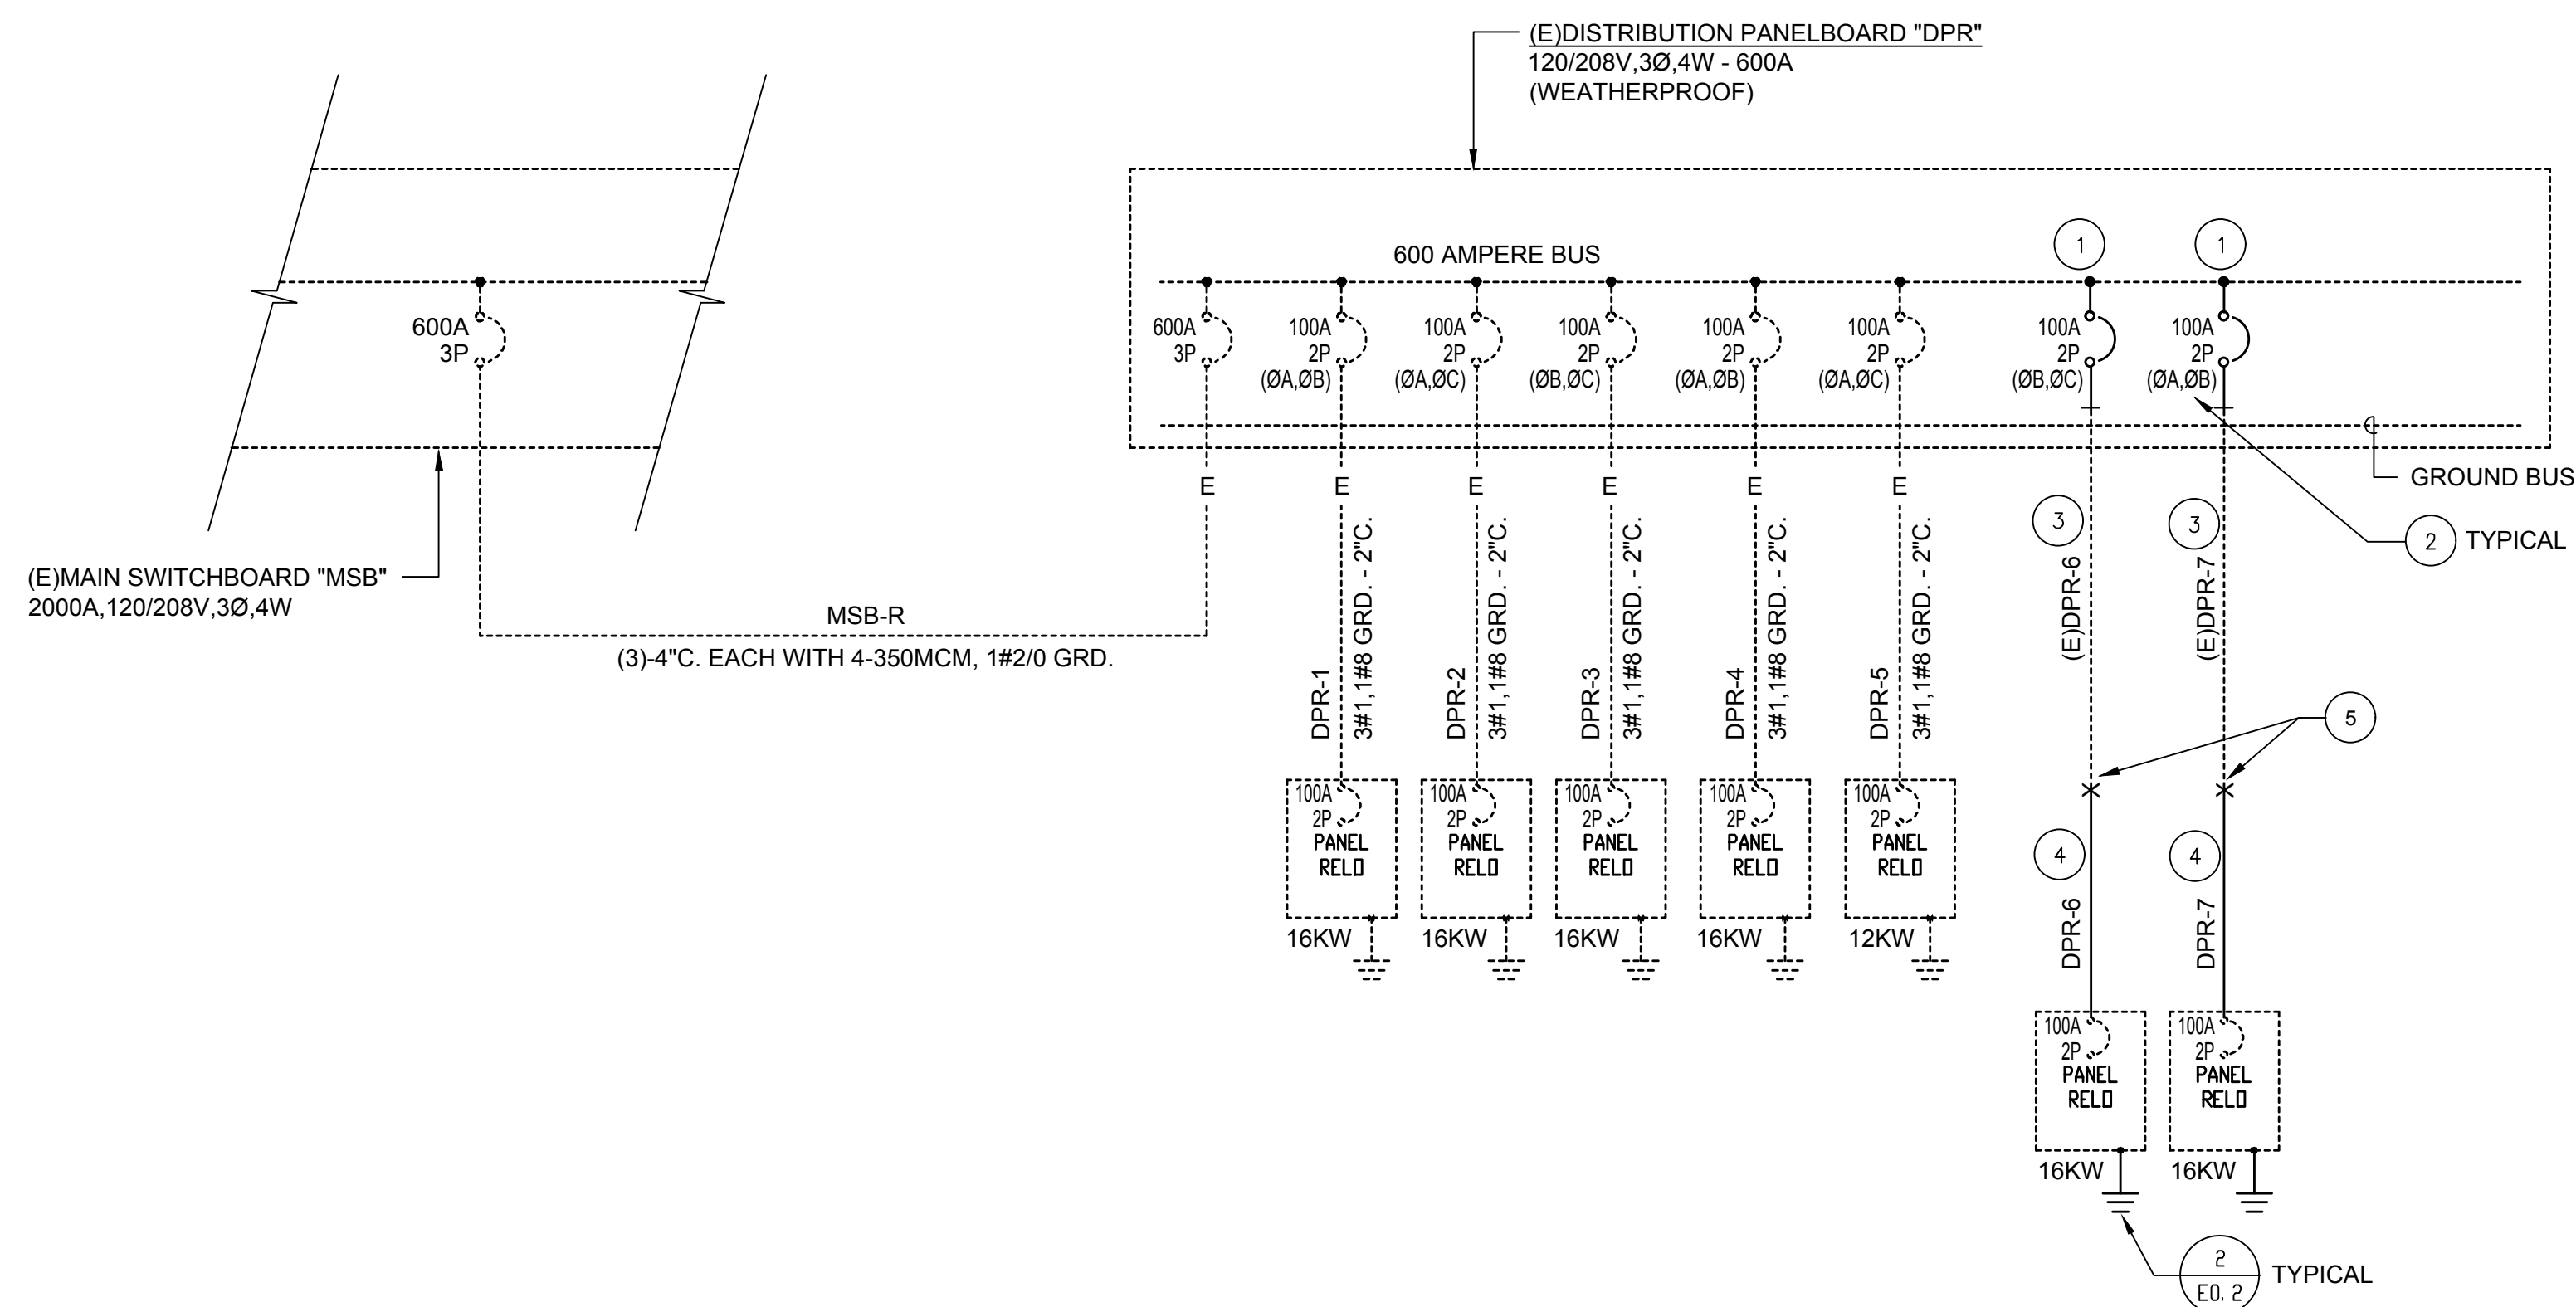 (E)DISTRIBUTION PANELBOARD "DPR"
120/208V,3Ø,4W - 600A
(WEATHERPROOF)
600 AMPERE BUS
1
1
600A
3P
600A
3P
100A
2P
(ØA,ØB)
100A
2P
(ØA,ØC)
100A
2P
(ØB,ØC)
100A
2P
(ØA,ØB)
100A
2P
(ØA,ØC)
100A
2P
(ØB,ØC)
100A
2P
(ØA,ØB)
GROUND BUS
E
E
E
E
E
E
3
3
2
TYPICAL
(E)MAIN SWITCHBOARD "MSB"
2000A,120/208V,3Ø,4W
MSB-R
(3)-4"C. EACH WITH 4-350MCM, 1#2/0 GRD.
DPR-1
3#1,1#8 GRD. - 2"C.
DPR-2
3#1,1#8 GRD. - 2"C.
DPR-3
3#1,1#8 GRD. - 2"C.
DPR-4
3#1,1#8 GRD. - 2"C.
DPR-5
3#1,1#8 GRD. - 2"C.
(E)DPR-6
(E)DPR-7
5
100A
2P
PANEL
RELO
16KW
100A
2P
PANEL
RELO
16KW
100A
2P
PANEL
RELO
16KW
100A
2P
PANEL
RELO
16KW
100A
2P
PANEL
RELO
12KW
4
4
DPR-6
DPR-7
100A
2P
PANEL
RELO
16KW
100A
2P
PANEL
RELO
16KW
2
E0.2
TYPICAL